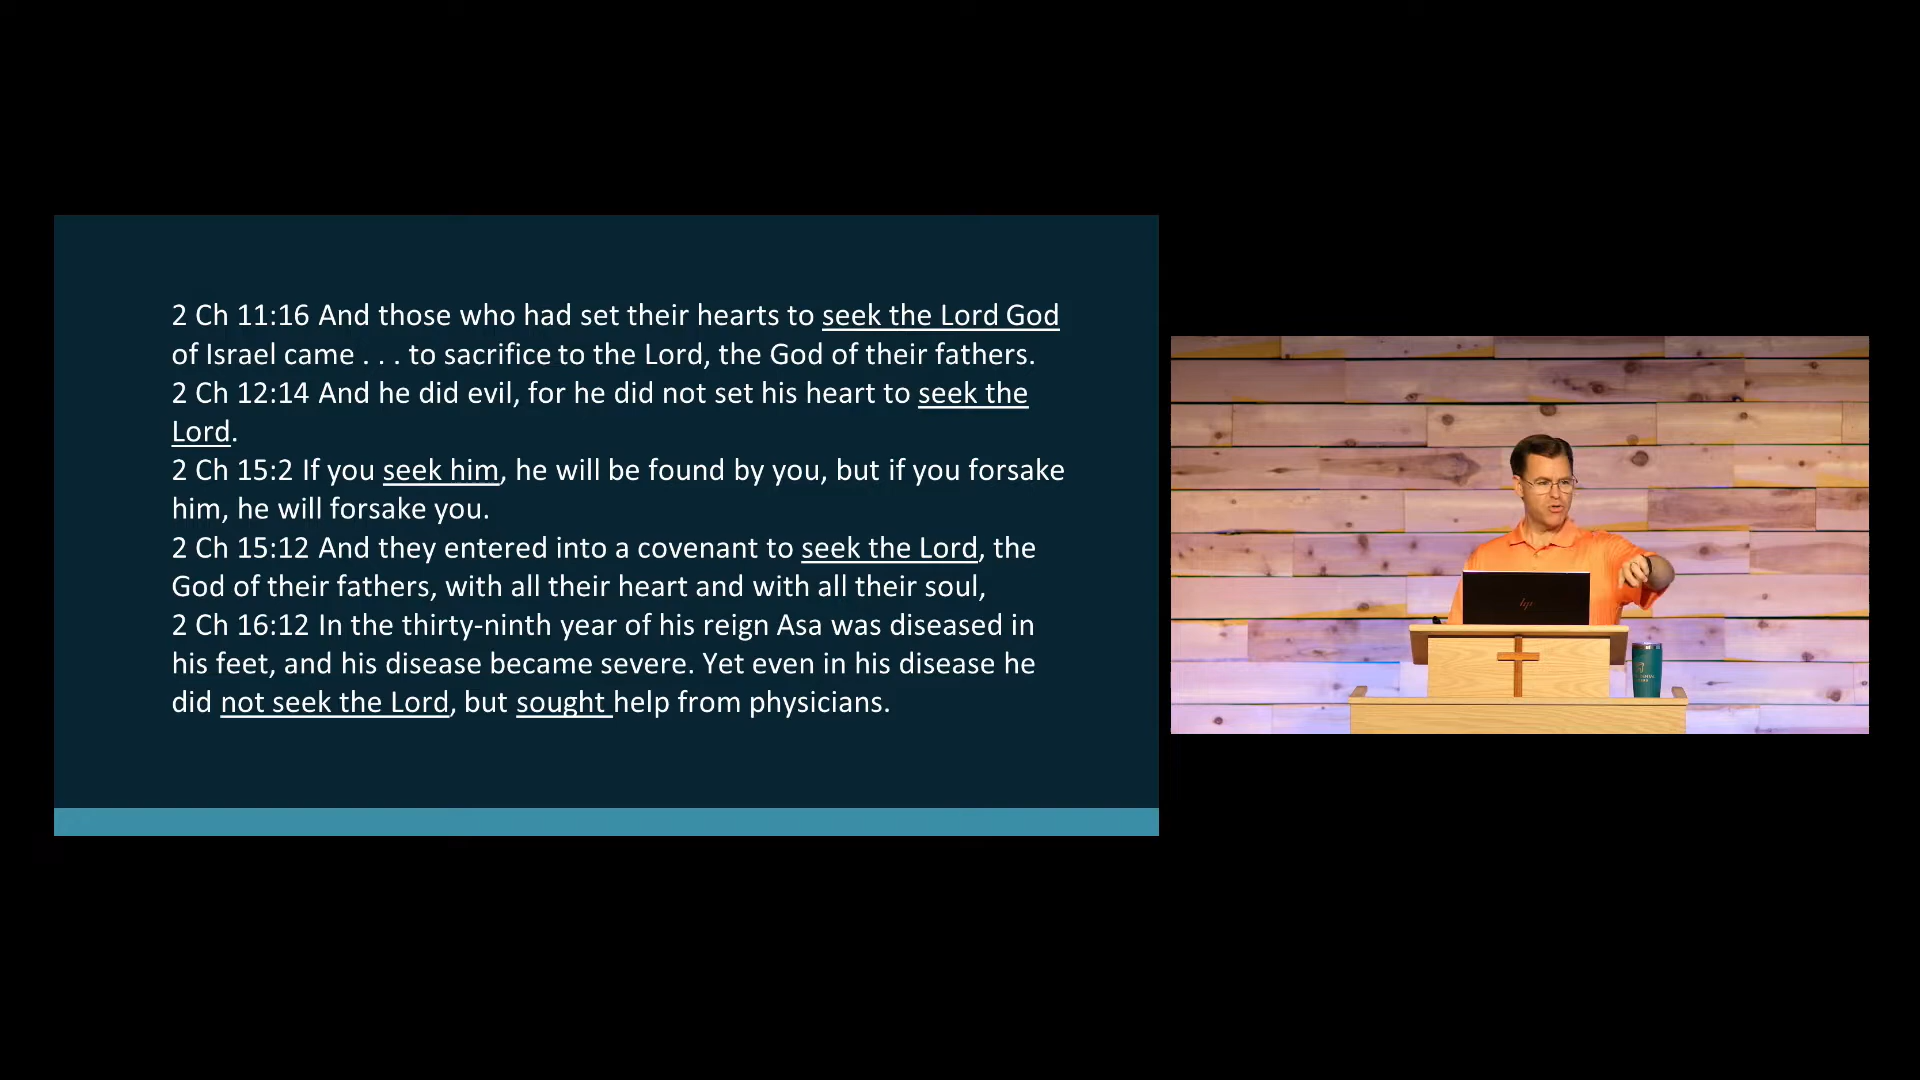 2 Ch 11:16 And those who had set their hearts to seek the Lord God
of Israel came . . . to sacrifice to the Lord, the God of their fathers.
2 Ch 12:14 And he did evil, for he did not set his heart to seek the
Lord.
2 Ch 15:2 If you seek him, he will be found by you, but if you forsake
him, he will forsake you.
2 Ch 15:12 And they entered into a covenant to seek the Lord, the
God of their fathers, with all their heart and with all their soul,
2 Ch 16:12 In the thirty-ninth year of his reign Asa was diseased in
his feet, and his disease became severe. Yet even in his disease he
did not seek the Lord, but sought help from physicians.
hp